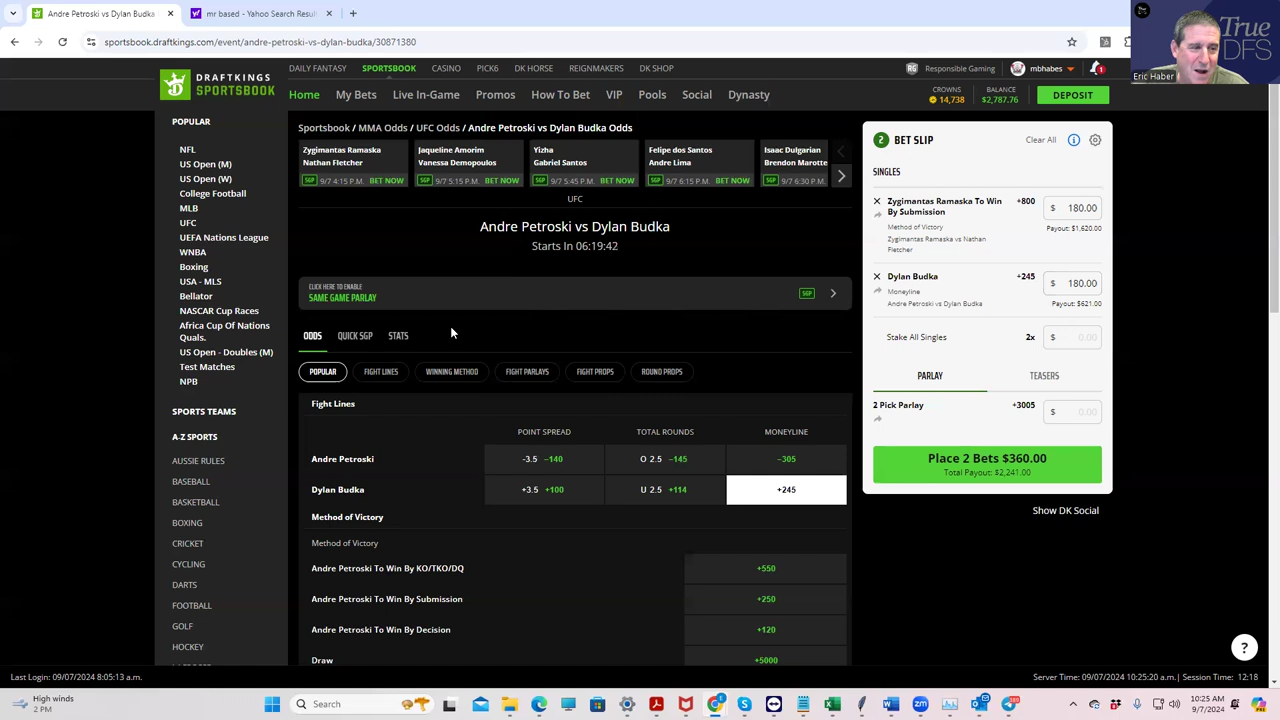 Andre Petroski vs Dylan Budka
mr based - Yahoo Search Result
sportsbook.draftkings.com/event/andre-petroski-vs-dylan-budka/30871380
True
DFS
Eric Haber
DRAFTKINGS
SPORTSBOOK
DAILY FANTASY
SPORTSBOOK
CASINO
PICK6
DK HORSE
REIGNMAKERS
DK SHOP
RG
Responsible Gaming
mbhabes
1
Home
My Bets
Live In-Game
Promos
How To Bet
VIP
Pools
Social
Dynasty
CROWNS
14,738
BALANCE
$2,787.76
DEPOSIT
POPULAR
NFL
US Open (M)
US Open (W)
College Football
MLB
UFC
UEFA Nations League
WNBA
Boxing
USA - MLS
Bellator
NASCAR Cup Races
Africa Cup Of Nations
Quals.
US Open - Doubles (M)
Test Matches
NPB
SPORTS TEAMS
A-Z SPORTS
AUSSIE RULES
BASEBALL
BASKETBALL
BOXING
CRICKET
CYCLING
DARTS
FOOTBALL
GOLF
HOCKEY
Sportsbook / MMA Odds / UFC Odds / Andre Petroski vs Dylan Budka Odds
Zygimantas Ramaska
Nathan Fletcher
SGP 9/7 4:15 PM BET NOW
Jaqueline Amorim
Vanessa Demopoulos
SGP 9/7 5:15 PM BET NOW
Yizha
Gabriel Santos
SGP 9/7 5:45 PM BET NOW
Felipe dos Santos
Andre Lima
SGP 9/7 6:15 PM BET NOW
Isaac Dulgarian
Brendon Marotte
SGP 9/7 6:30 PM
UFC
Andre Petroski vs Dylan Budka
Starts In 06:19:42
CLICK HERE TO ENABLE
SAME GAME PARLAY
SGP
ODDS
QUICK SGP
STATS
POPULAR
FIGHT LINES
WINNING METHOD
FIGHT PARLAYS
FIGHT PROPS
ROUND PROPS
Fight Lines
POINT SPREAD
TOTAL ROUNDS
MONEYLINE
Andre Petroski
-3.5 −140
O 2.5 −145
−305
Dylan Budka
+3.5 +100
U 2.5 +114
+245
Method of Victory
Method of Victory
Andre Petroski To Win By KO/TKO/DQ
+550
Andre Petroski To Win By Submission
+250
Andre Petroski To Win By Decision
+120
Draw
+5000
2
BET SLIP
Clear All
SINGLES
Zygimantas Ramaska To Win
By Submission
+800
$ 180.00
Method of Victory
Payout: $1,620.00
Zygimantas Ramaska vs Nathan
Fletcher
Dylan Budka
+245
$ 180.00
Moneyline
Andre Petroski vs Dylan Budka
Payout: $621.00
Stake All Singles
2x
$ 0.00
PARLAY
TEASERS
2 Pick Parlay
+3005
$ 0.00
Place 2 Bets $360.00
Total Payout: $2,241.00
Show DK Social
?
Last Login: 09/07/2024 8:05:13 a.m.
Server Time: 09/07/2024 10:25:20 a.m.| Session Time: 12:18
High winds
2 PM
Search
10:25 AM
9/7/2024